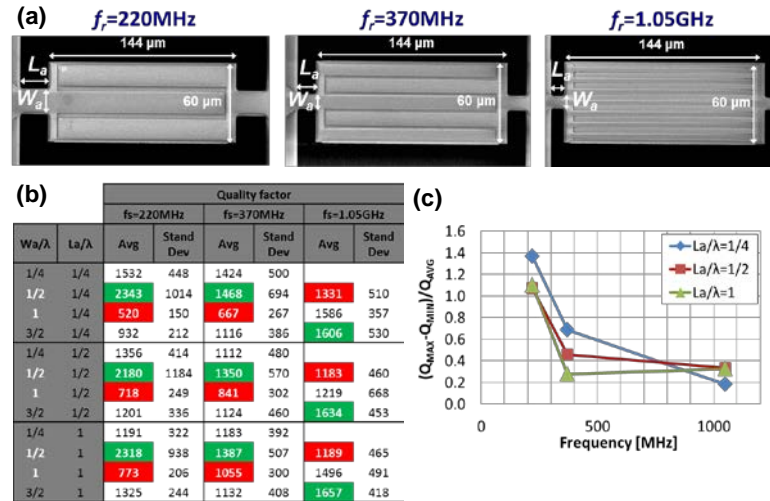 (a) fr=220MHz fr=370MHz fr=1.05GHz
144 µm 144 µm 144 µm
La La La
Wa 60 µm Wa 60 µm Wa 60 µm
(b)
Quality factor
fs=220MHz fs=370MHz fs=1.05GHz
Wa/λ La/λ Avg Stand Dev Avg Stand Dev Avg Stand Dev
1/4 1/4 1532 448 1424 500
1/2 1/4 2343 1014 1468 694 1331 510
1 1/4 520 150 667 267 1586 357
3/2 1/4 932 212 1116 386 1606 530
1/4 1/2 1356 414 1112 480
1/2 1/2 2180 1184 1350 570 1183 460
1 1/2 718 249 841 302 1219 668
3/2 1/2 1201 336 1124 460 1634 453
1/4 1 1191 322 1183 392
1/2 1 2318 938 1387 507 1189 465
1 1 773 206 1055 300 1496 491
3/2 1 1325 244 1132 408 1657 418
(c)
(QMAX-QMIN)/QAVG
1.6
1.4
1.2
1.0
0.8
0.6
0.4
0.2
0.0
0 500 1000
Frequency [MHz]
La/λ=1/4
La/λ=1/2
La/λ=1